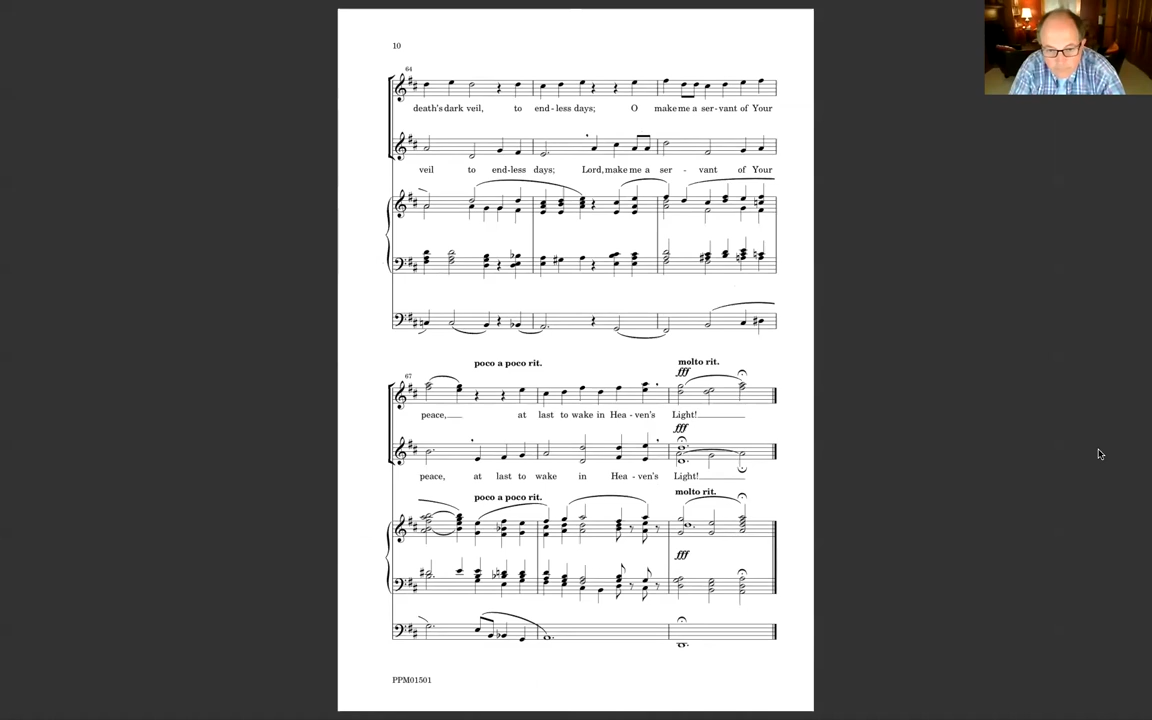 10
64
death's dark veil, to end - less days; O make me a ser - vant of Your
veil to end - less days; Lord, make me a ser - vant of Your
poco a poco rit. molto rit.
fff
67
peace, at last to wake in Hea - ven's Light!
fff
peace, at last to wake in Hea - ven's Light!
poco a poco rit. molto rit.
fff
PPM01501